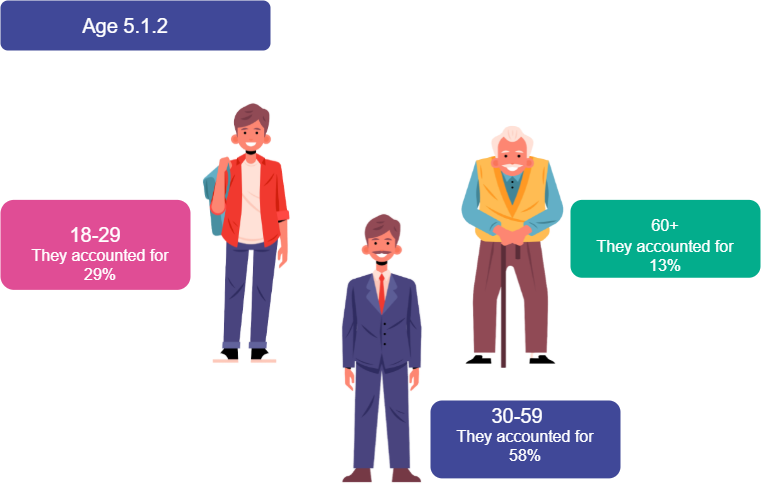 Age 5.1.2
18-29
They accounted for
29%
60+
They accounted for
13%
30-59
They accounted for
58%